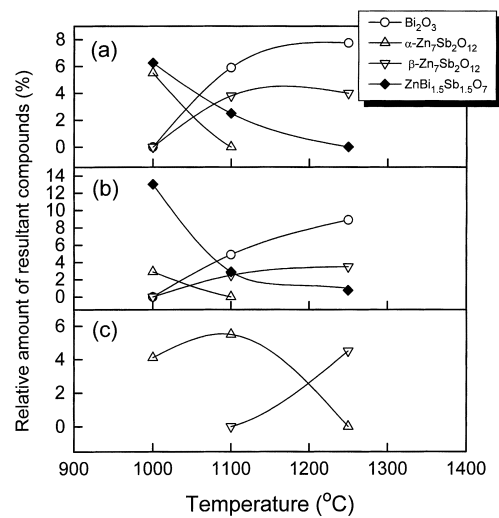 Bi₂O₃
α-Zn₇Sb₂O₁₂
β-Zn₇Sb₂O₁₂
ZnBi₁.₅Sb₁.₅O₇
Relative amount of resultant compounds (%)
(a)
8
6
4
2
0
(b)
14
12
10
8
6
4
2
0
(c)
6
4
2
0
900 1000 1100 1200 1300 1400
Temperature (°C)